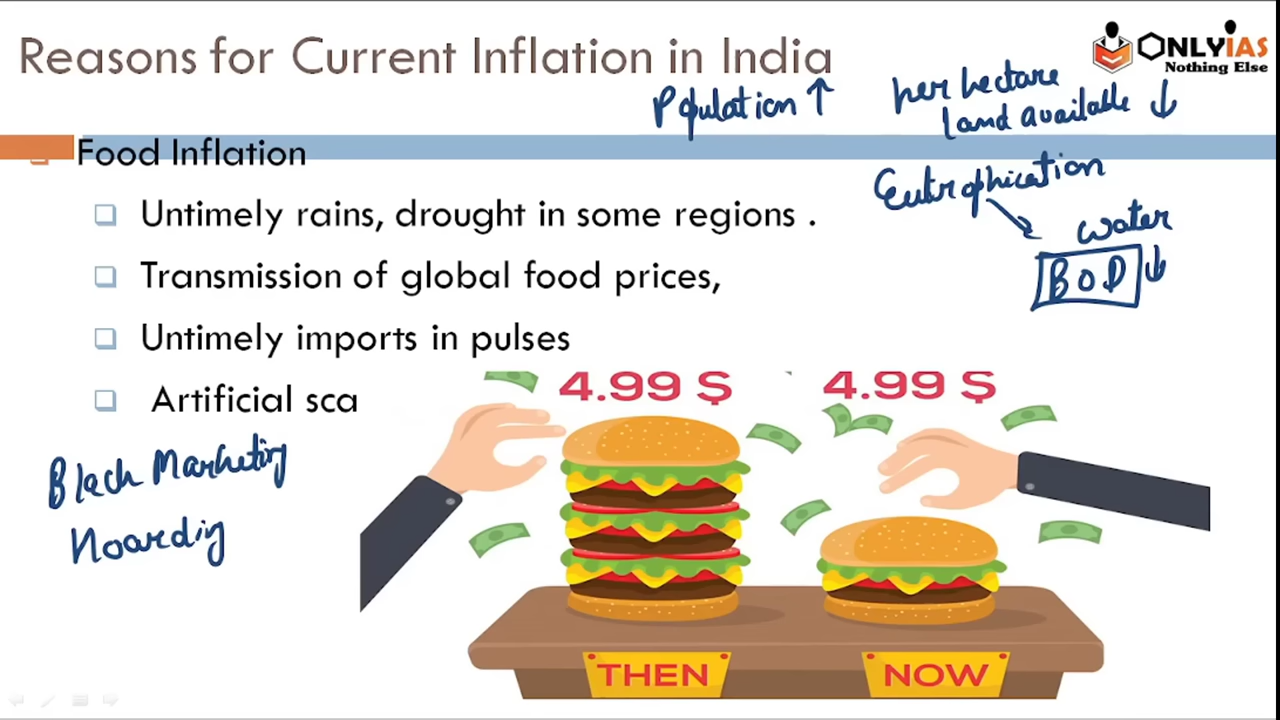 Reasons for Current Inflation in India
ONLYIAS
Nothing Else
Population ↑
per hectare
land available ↓
Food Inflation
Eutrophication
Untimely rains, drought in some regions .
water
BOD ↓
Transmission of global food prices,
Untimely imports in pulses
4.99 $
4.99 $
Artificial sca
Black Marketing
Hoarding
THEN
NOW